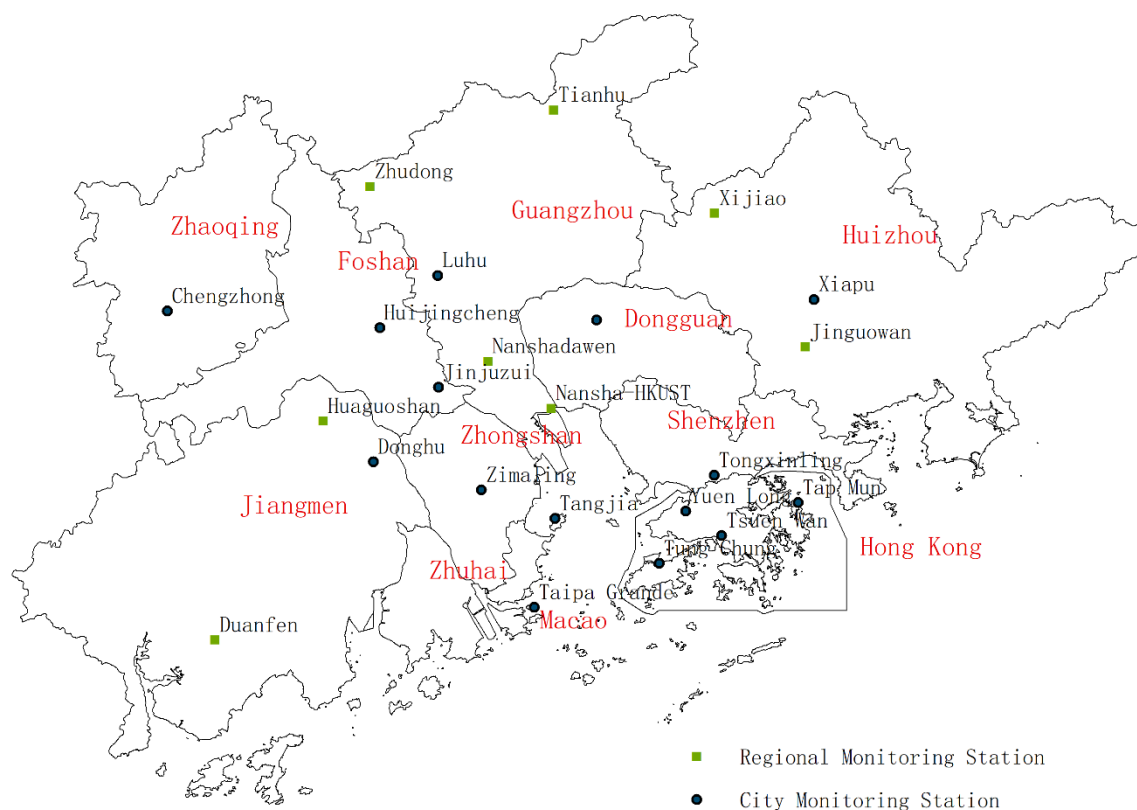 Tianhu
Zhudong
Xijiao
Guangzhou
Zhaoqing
Huizhou
Foshan
Luhu
Chengzhong
Xiapu
Huijingcheng
Dongguan
Jinguowan
Nanshadawen
Jinjuzui
Nansha-HKUST
Huaguoshan
Shenzhen
Zhongshan
Donghu
Tongxinling
Zimaling
Tap Mun
Yuen Long
Jiangmen
Tangjia
Tsuen Wan
Tung Chung
Hong Kong
Zhuhai
Taipa Grande
Macao
Duanfen
Regional Monitoring Station
City Monitoring Station